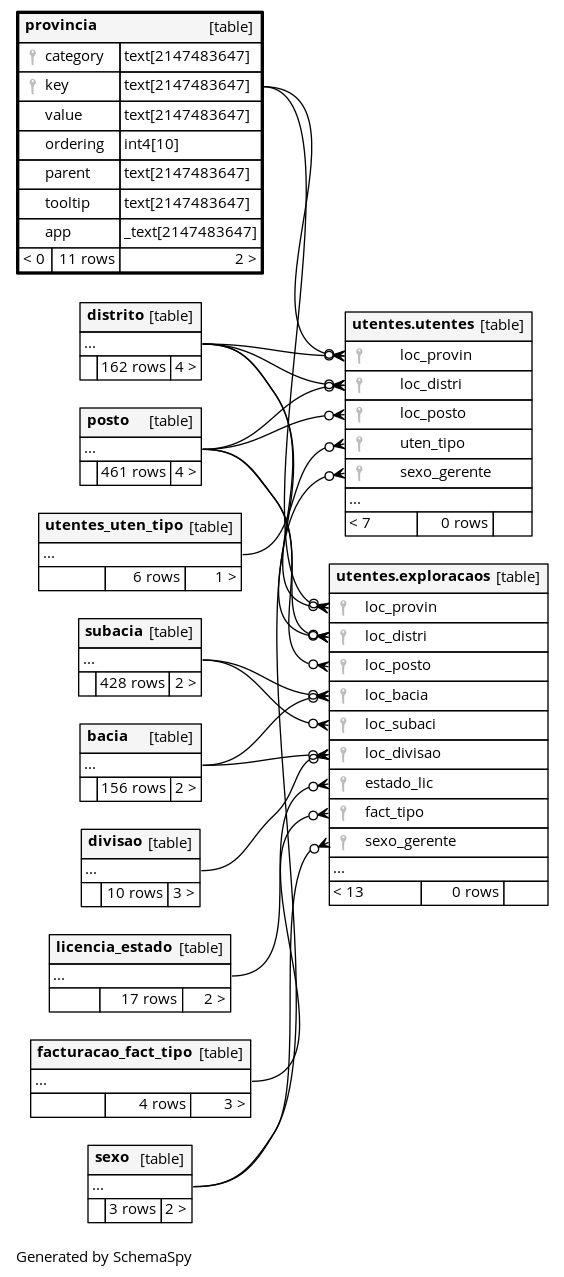 provincia [table]
category text[2147483647]
key text[2147483647]
value text[2147483647]
ordering int4[10]
parent text[2147483647]
tooltip text[2147483647]
app _text[2147483647]
< 0 11 rows 2 >
distrito [table]
...
162 rows 4 >
posto [table]
...
461 rows 4 >
utentes_uten_tipo [table]
...
6 rows 1 >
subacia [table]
...
428 rows 2 >
bacia [table]
...
156 rows 2 >
divisao [table]
...
10 rows 3 >
licencia_estado [table]
...
17 rows 2 >
facturacao_fact_tipo [table]
...
4 rows 3 >
sexo [table]
...
3 rows 2 >
utentes.utentes [table]
loc_provin
loc_distri
loc_posto
uten_tipo
sexo_gerente
...
< 7 0 rows
utentes.exploracaos [table]
loc_provin
loc_distri
loc_posto
loc_bacia
loc_subaci
loc_divisao
estado_lic
fact_tipo
sexo_gerente
...
< 13 0 rows
Generated by SchemaSpy